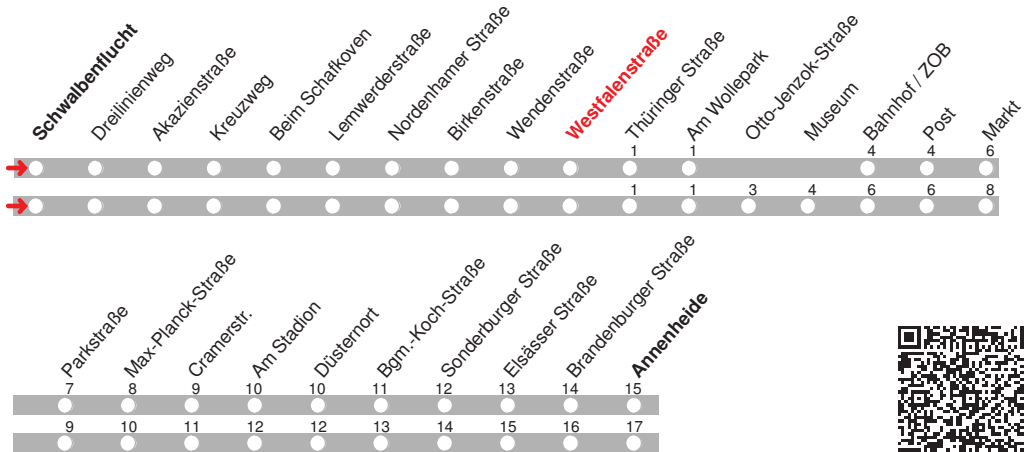 Schwalbenflucht
Dreilinienweg
Akazienstraße
Kreuzweg
Beim Schafkoven
Lemwerderstraße
Nordenhamer Straße
Birkenstraße
Wendenstraße
Westfalenstraße
Thüringer Straße
Am Wollepark
Otto-Jenzok-Straße
Museum
Bahnhof / ZOB
Post
Markt
1 1 4 4 6
1 1 3 4 6 6 8
Parkstraße
Max-Planck-Straße
Cramerstr.
Am Stadion
Düsternort
Bgm.-Koch-Straße
Sonderburger Straße
Elsässer Straße
Brandenburger Straße
Annenheide
7 8 9 10 10 11 12 13 14 15
9 10 11 12 12 13 14 15 16 17